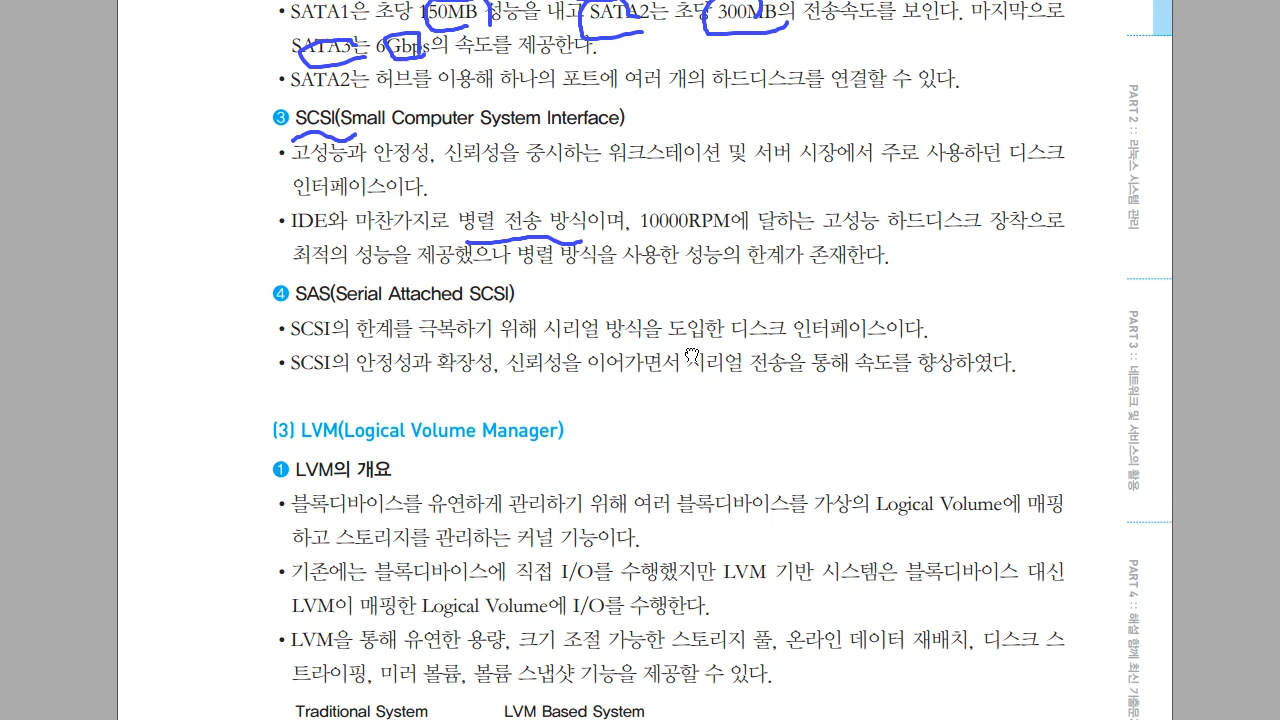 • SATA1은 초당 150MB 성능을 내고 SATA2는 초당 300MB의 전송속도를 보인다. 마지막으로
SATA3는 6Gbps의 속도를 제공한다.
• SATA2는 허브를 이용해 하나의 포트에 여러 개의 하드디스크를 연결할 수 있다.
❸ SCSI(Small Computer System Interface)
• 고성능과 안정성, 신뢰성을 중시하는 워크스테이션 및 서버 시장에서 주로 사용하던 디스크
인터페이스이다.
• IDE와 마찬가지로 병렬 전송 방식이며, 10000RPM에 달하는 고성능 하드디스크 장착으로
최적의 성능을 제공했으나 병렬 방식을 사용한 성능의 한계가 존재한다.
❹ SAS(Serial Attached SCSI)
• SCSI의 한계를 극복하기 위해 시리얼 방식을 도입한 디스크 인터페이스이다.
• SCSI의 안정성과 확장성, 신뢰성을 이어가면서 시리얼 전송을 통해 속도를 향상하였다.
(3) LVM(Logical Volume Manager)
❶ LVM의 개요
• 블록디바이스를 유연하게 관리하기 위해 여러 블록디바이스를 가상의 Logical Volume에 매핑
하고 스토리지를 관리하는 커널 기능이다.
• 기존에는 블록디바이스에 직접 I/O를 수행했지만 LVM 기반 시스템은 블록디바이스 대신
LVM이 매핑한 Logical Volume에 I/O를 수행한다.
• LVM을 통해 유연한 용량, 크기 조절 가능한 스토리지 풀, 온라인 데이터 재배치, 디스크 스
트라이핑, 미러 볼륨, 볼륨 스냅샷 기능을 제공할 수 있다.
Traditional System
LVM Based System
PART 2 :: 리눅스 시스템 관리
PART 3 :: 네트워크 및 서비스의 활용
PART 4 :: 해설 함께 최신 기출문